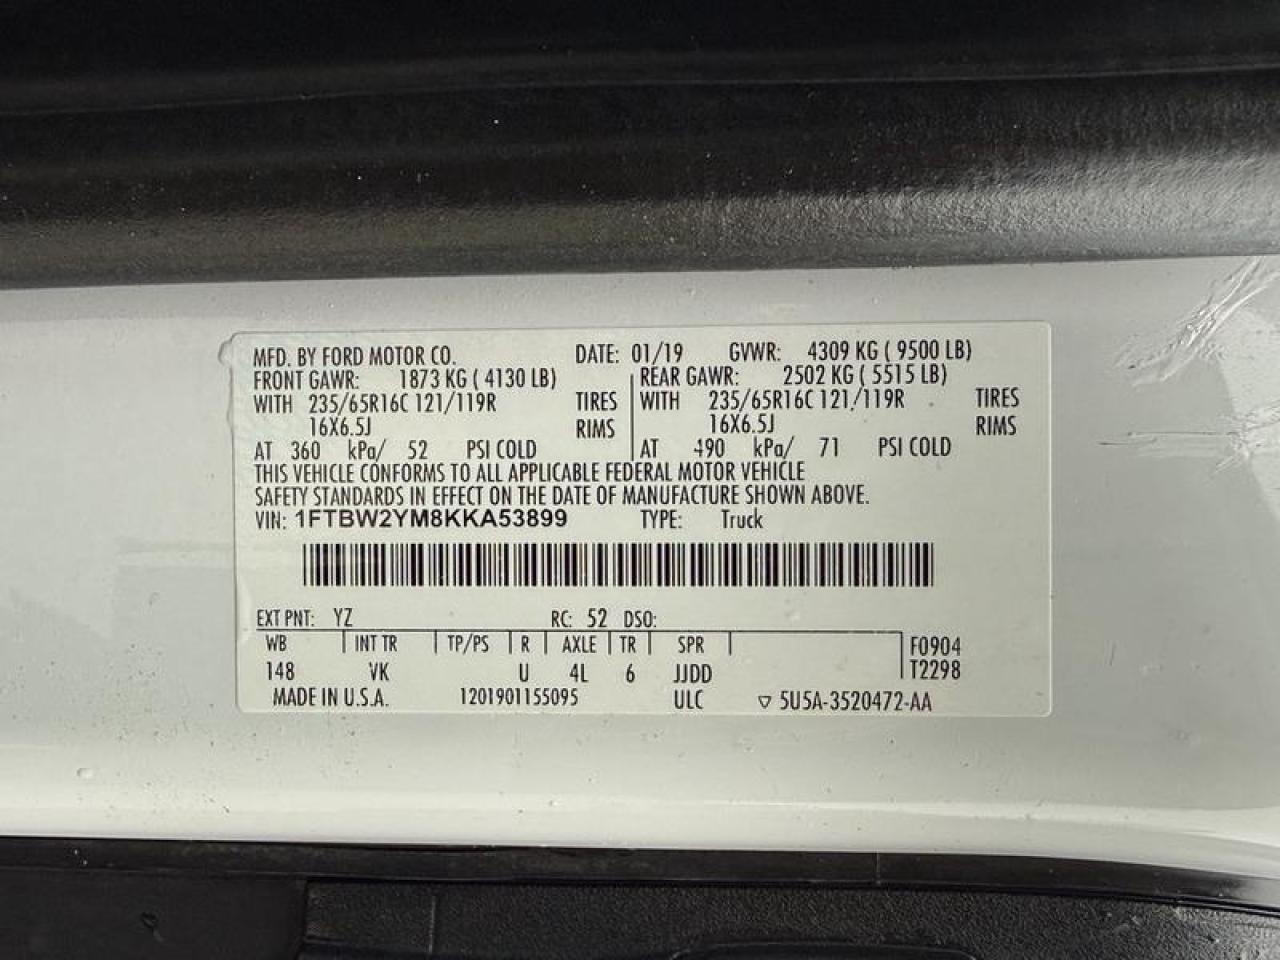 MFD. BY FORD MOTOR CO. DATE: 01/19 GVWR: 4309 KG ( 9500 LB)
FRONT GAWR: 1873 KG ( 4130 LB) REAR GAWR: 2502 KG ( 5515 LB)
WITH 235/65R16C 121/119R TIRES WITH 235/65R16C 121/119R TIRES
16X6.5J RIMS 16X6.5J RIMS
AT 360 kPa/ 52 PSI COLD AT 490 kPa/ 71 PSI COLD
THIS VEHICLE CONFORMS TO ALL APPLICABLE FEDERAL MOTOR VEHICLE
SAFETY STANDARDS IN EFFECT ON THE DATE OF MANUFACTURE SHOWN ABOVE.
VIN: 1FTBW2YM8KKA53899 TYPE: Truck
EXT PNT: YZ RC: 52 DSO:
WB INT TR TP/PS R AXLE TR SPR F0904
148 VK U 4L 6 JJDD T2298
MADE IN U.S.A. 1201901155095 ULC ▽ 5U5A-3520472-AA